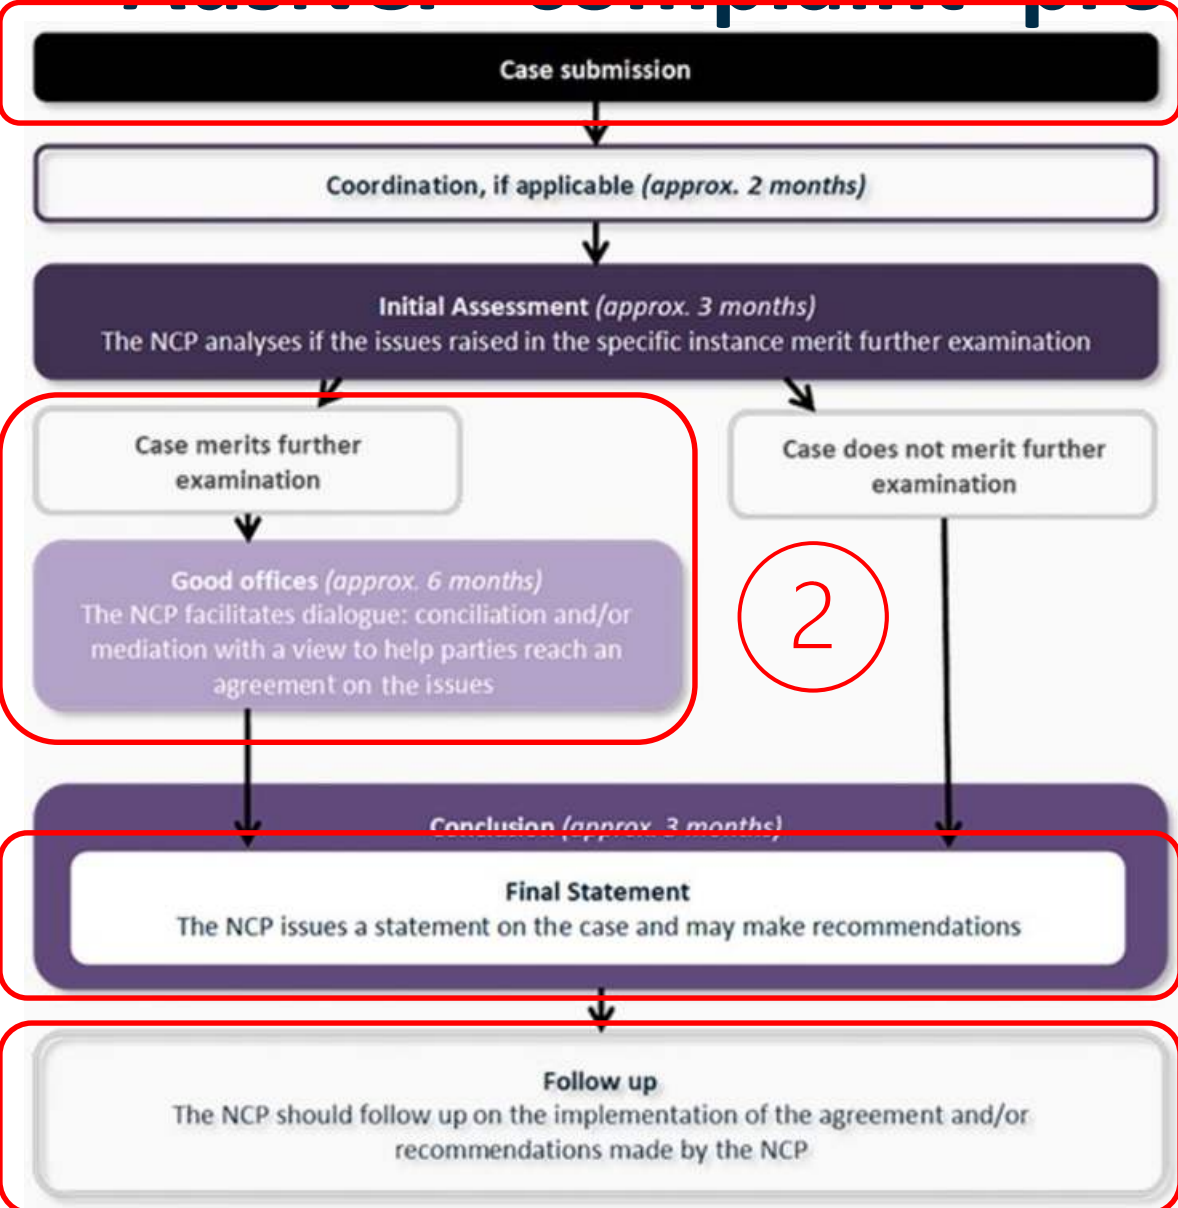 Case submission
Coordination, if applicable (approx. 2 months)
Initial Assessment (approx. 3 months)
The NCP analyses if the issues raised in the specific instance merit further examination
Case merits further
examination
Case does not merit further
examination
Good offices (approx. 6 months)
The NCP facilitates dialogue: conciliation and/or
mediation with a view to help parties reach an
agreement on the issues
2
Conclusion (approx. 3 months)
Final Statement
The NCP issues a statement on the case and may make recommendations
Follow up
The NCP should follow up on the implementation of the agreement and/or
recommendations made by the NCP